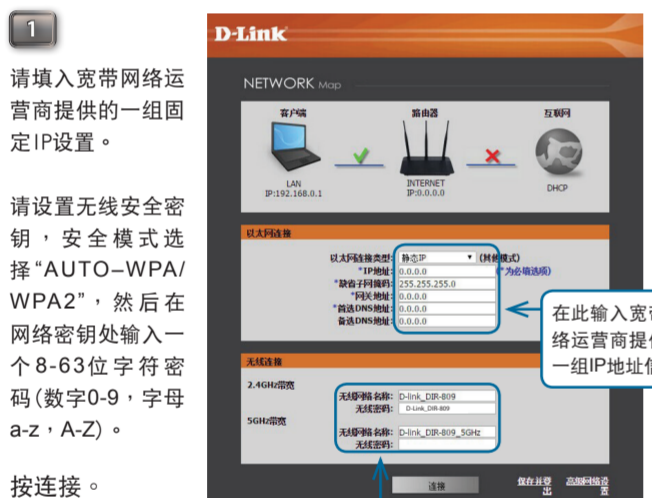 1
请填入宽带网络运
营商提供的一组固
定IP设置。
请设置无线安全密
钥，安全模式选
择“AUTO–WPA/
WPA2”，然后在
网络密钥处输入一
个8-63位字符密
码(数字0-9，字母
a-z，A-Z)。
按连接。
D-Link
NETWORK Map
客户端
路由器
互联网
LAN
IP:192.168.0.1
INTERNET
IP:0.0.0.0
DHCP
以太网连接
以太网连接类型: 静态IP (其他模式)
*IP地址: 0.0.0.0 (*为必填选项)
*缺省子网掩码: 255.255.255.0
*网关地址: 0.0.0.0
*首选DNS地址: 0.0.0.0
备选DNS地址: 0.0.0.0
在此输入宽
络运营商提
一组IP地址
无线连接
2.4GHz带宽
无线网络名称: D-link_DIR-809
无线密码: D-Link_DIR-809
5GHz带宽
无线网络名称: D-link_DIR-809_5GHz
无线密码:
连接
保存并登
出
高级网络设
置